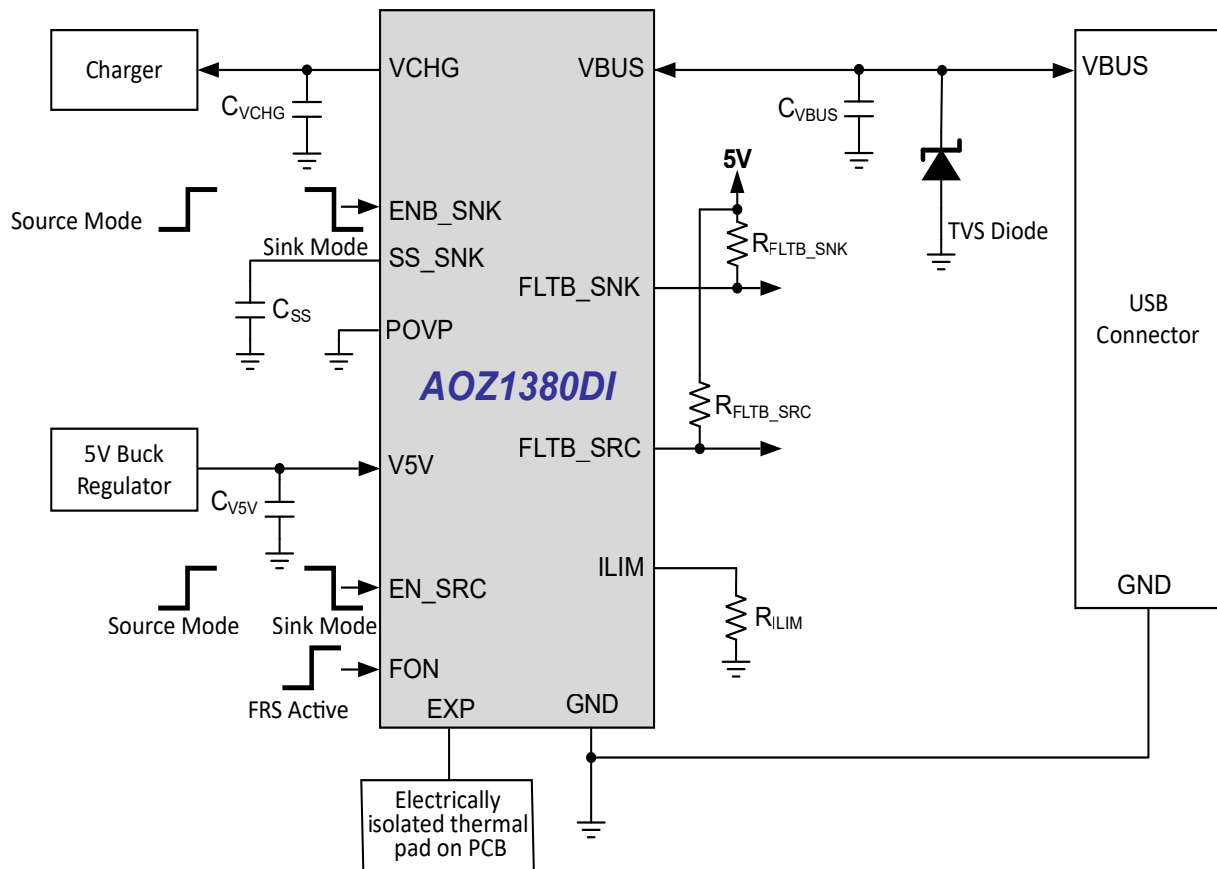 Charger
VCHG
VBUS
VBUS
CVCHG
CVBUS
5V
Source Mode
ENB_SNK
Sink Mode
RFLTB_SNK
TVS Diode
SS_SNK
FLTB_SNK
CSS
USB
Connector
POVP
AOZ1380DI
RFLTB_SRC
5V Buck
Regulator
V5V
FLTB_SRC
CV5V
ILIM
EN_SRC
GND
Source Mode
Sink Mode
RILIM
FON
FRS Active
EXP
GND
Electrically
isolated thermal
pad on PCB